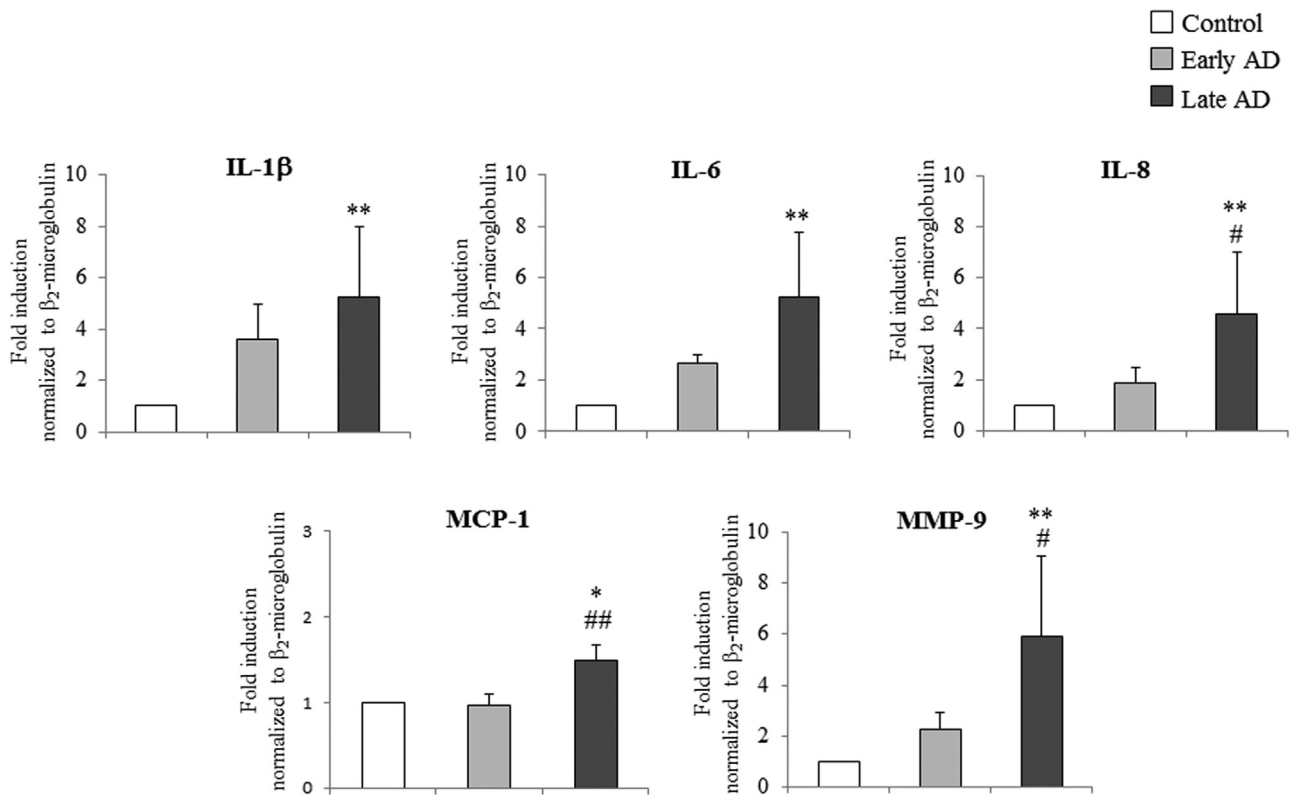 Control
Early AD
Late AD
IL-1β
Fold induction
normalized to β2-microglobulin
10
8
6
4
2
0
**
IL-6
Fold induction
normalized to β2-microglobulin
10
8
6
4
2
0
**
IL-8
Fold induction
normalized to β2-microglobulin
10
8
6
4
2
0
**
#
MCP-1
Fold induction
normalized to β2-microglobulin
3
2
1
0
*
##
MMP-9
Fold induction
normalized to β2-microglobulin
10
8
6
4
2
0
**
#